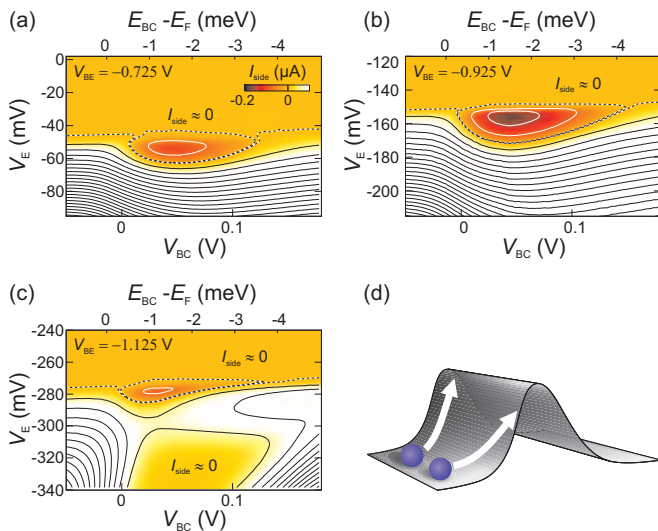 (a)
E_BC -E_F (meV)
0 -1 -2 -3 -4
V_BE = −0.725
I_side (μA)
-0.2 0
I_side ≈ 0
V_E (mV)
0
-20
-40
-60
-80
0 0.1
V_BC (V)
(b)
E_BC -E_F (meV)
0 -1 -2 -3 -4
V_BE = −0.925
I_side ≈ 0
V_E (mV)
-120
-140
-160
-180
-200
0 0.1
V_BC (V)
(c)
E_BC -E_F (meV)
0 -1 -2 -3 -4
V_BE = −1.125
I_side ≈ 0
I_side ≈ 0
V_E (mV)
-240
-260
-280
-300
-320
-340
0 0.1
V_BC (V)
(d)